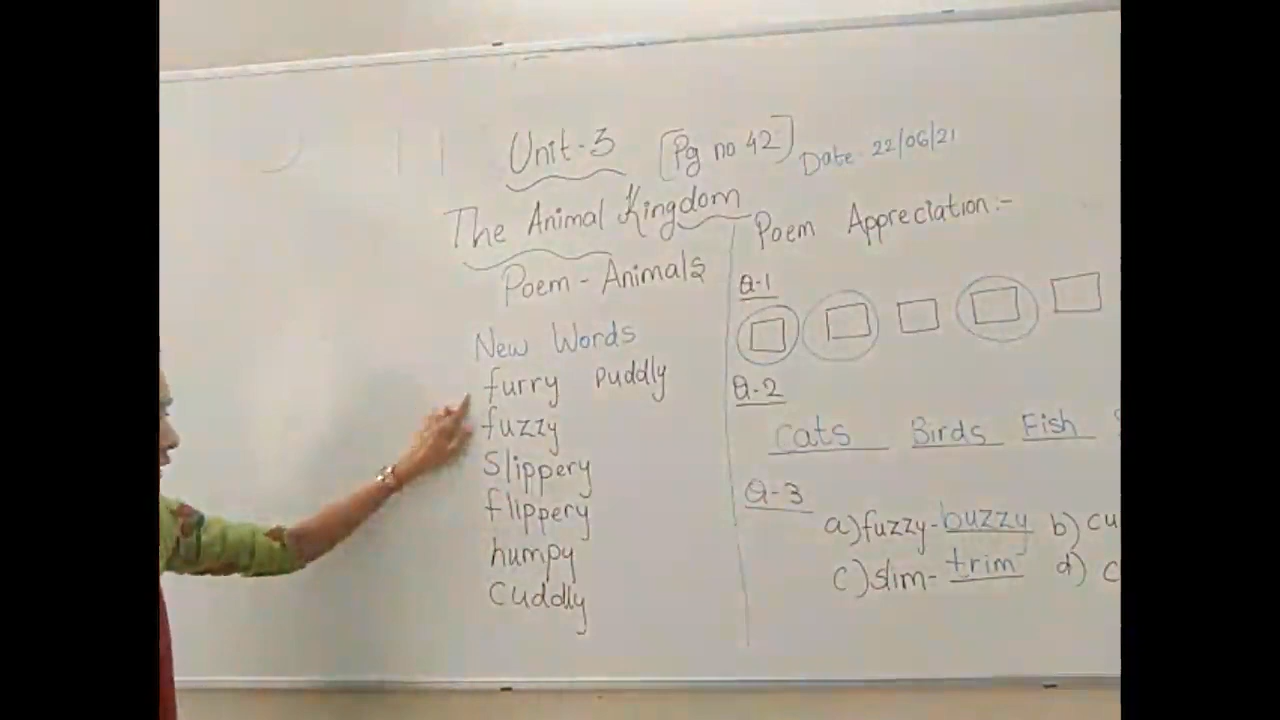 Unit-3 [Pg no 42] Date 22/06/21
The Animal Kingdom
Poem - Animals
New Words
furry puddly
fuzzy
Slippery
flippery
humpy
Cuddly
Poem Appreciation:-
Q-1
Q-2
Cats Birds Fish
Q-3
a) fuzzy - buzzy b) cu
c) slim - trim d) c